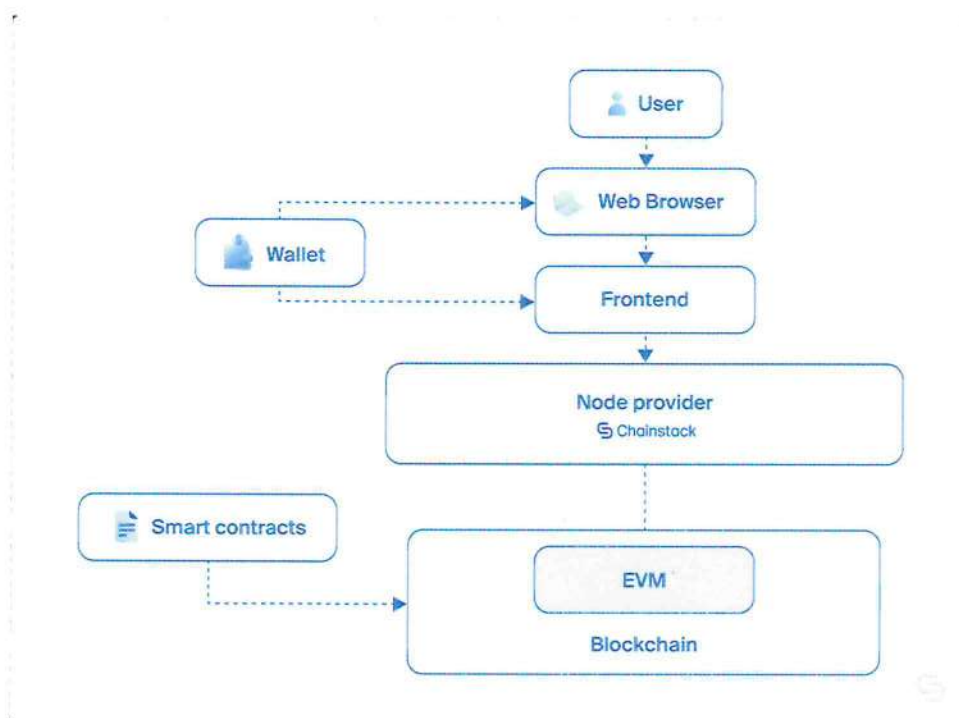 User
Web Browser
Wallet
Frontend
Node provider
Chainstack
Smart contracts
EVM
Blockchain